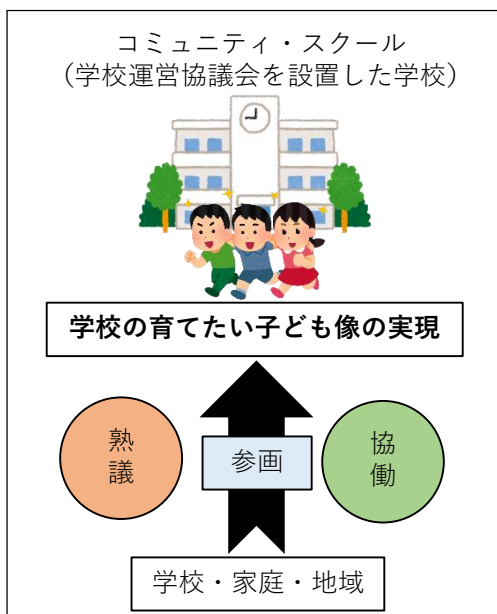 コミュニティ・スクール
（学校運営協議会を設置した学校）
学校の育てたい子ども像の実現
熟議
参画
協働
学校・家庭・地域